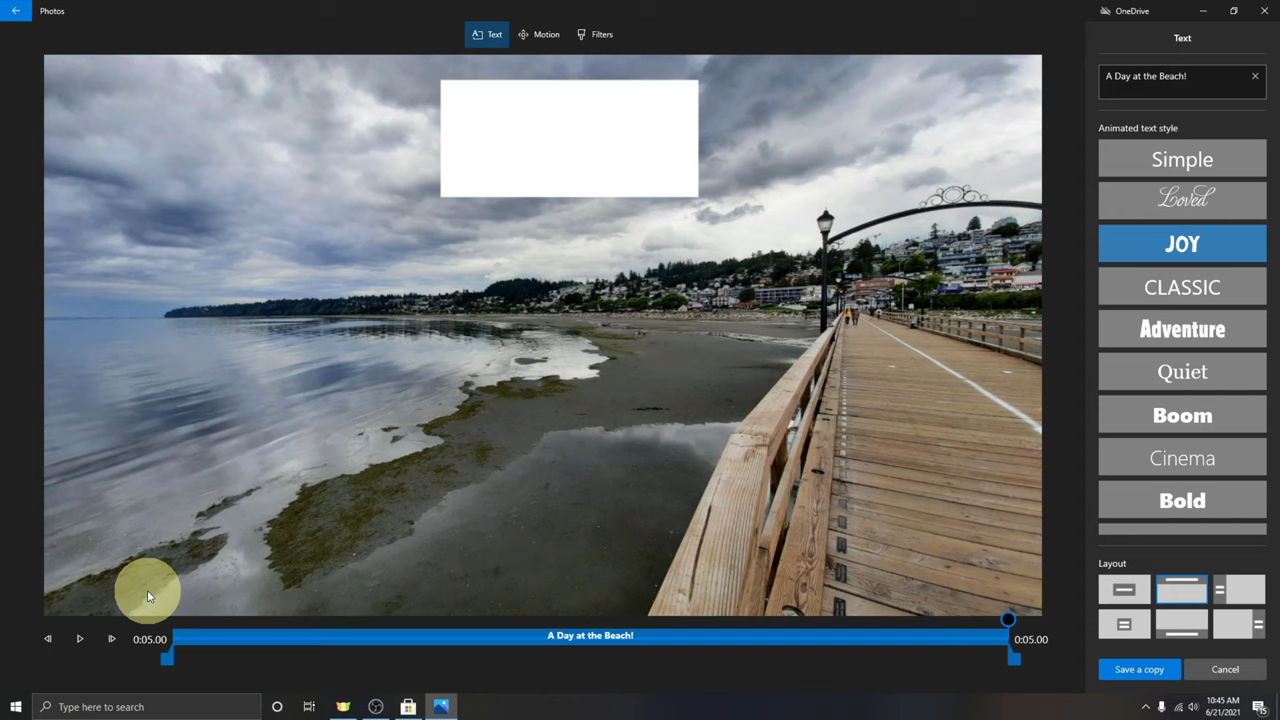 Photos
OneDrive
Text
Motion
Filters
Text
A Day at the Beach!
Animated text style
Simple
Loved
JOY
CLASSIC
Adventure
Quiet
Boom
Cinema
Bold
Layout
0:05.00
A Day at the Beach!
0:05.00
Save a copy
Cancel
Type here to search
10:45 AM
6/21/2021
15